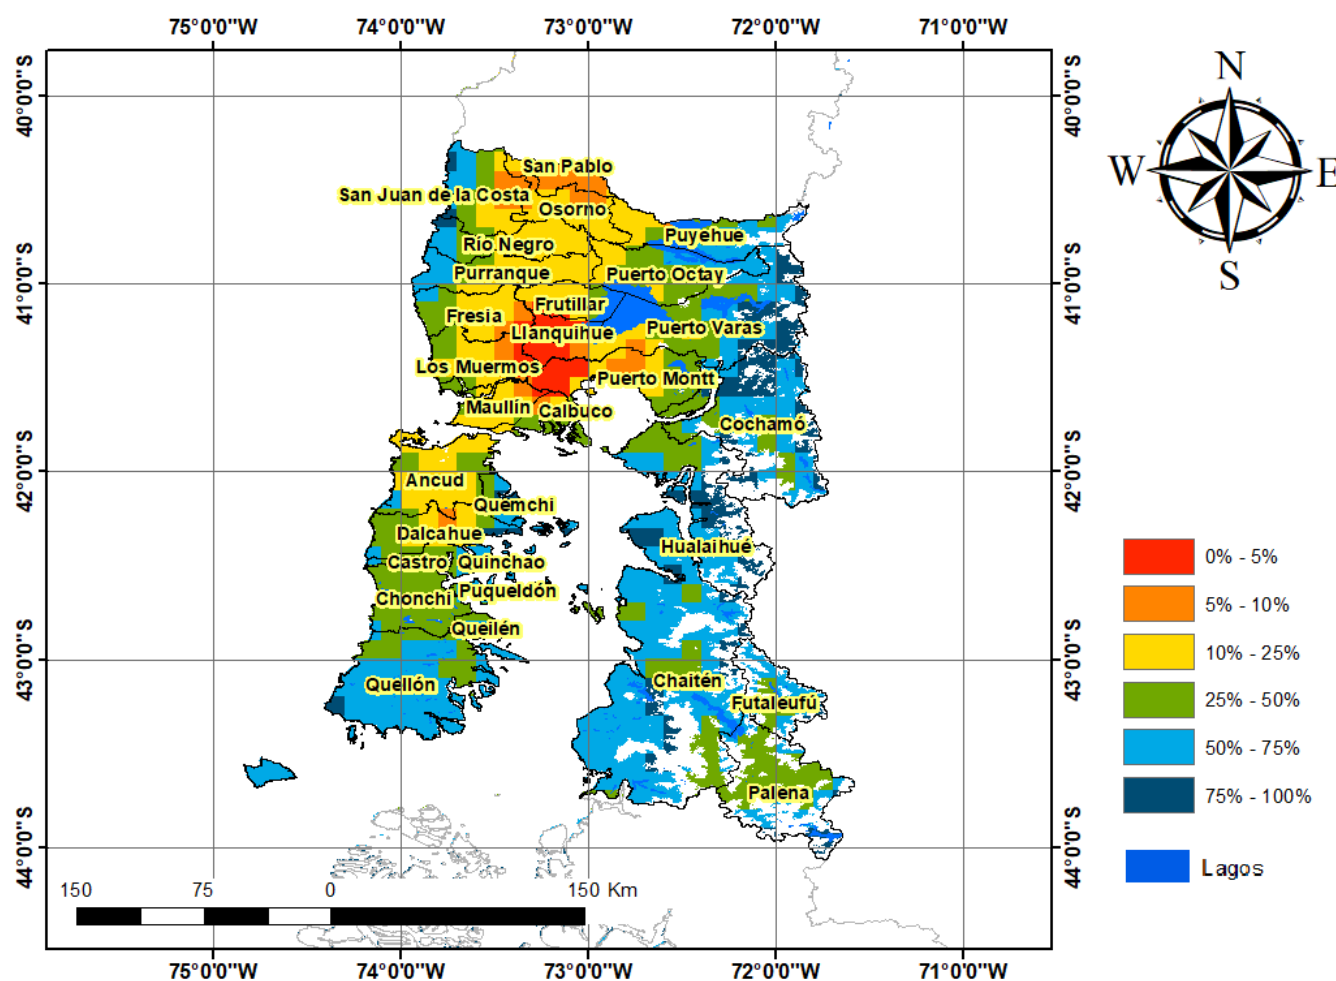 75°0'0"W 74°0'0"W 73°0'0"W 72°0'0"W 71°0'0"W
N
W E
S
40°0'0"S 40°0'0"S
San Pablo
San Juan de la Costa
Osorno
Puyehue
Río Negro
Purranque
Puerto Octay
41°0'0"S 41°0'0"S
Frutillar
Fresia
Llanquihue
Puerto Varas
Los Muermos
Puerto Montt
Maullín
Calbuco
Cochamó
42°0'0"S 42°0'0"S
Ancud
Quemchi
Dalcahue
Hualaihué
Castro
Quinchao
Puqueldón
Chonchi
Queilén
43°0'0"S 43°0'0"S
Quellón
Chaitén
Futaleufú
Palena
44°0'0"S 44°0'0"S
0% - 5%
5% - 10%
10% - 25%
25% - 50%
50% - 75%
75% - 100%
Lagos
150 75 0 150 Km
75°0'0"W 74°0'0"W 73°0'0"W 72°0'0"W 71°0'0"W